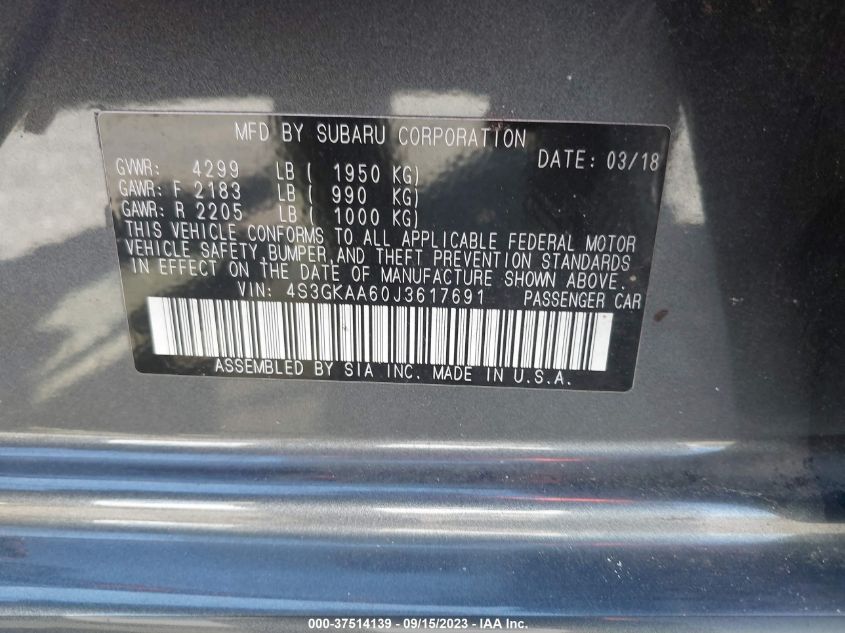 MFD BY SUBARU CORPORATION
DATE: 03/18
GVWR: 4299 LB ( 1950 KG)
GAWR: F 2183 LB ( 990 KG)
GAWR: R 2205 LB ( 1000 KG)
THIS VEHICLE CONFORMS TO ALL APPLICABLE FEDERAL MOTOR
VEHICLE SAFETY,BUMPER,AND THEFT PREVENTION STANDARDS
IN EFFECT ON THE DATE OF MANUFACTURE SHOWN ABOVE.
VIN: 4S3GKAA60J3617691 PASSENGER CAR
ASSEMBLED BY SIA INC. MADE IN U.S.A.
000-37514139 - 09/15/2023 - IAA Inc.